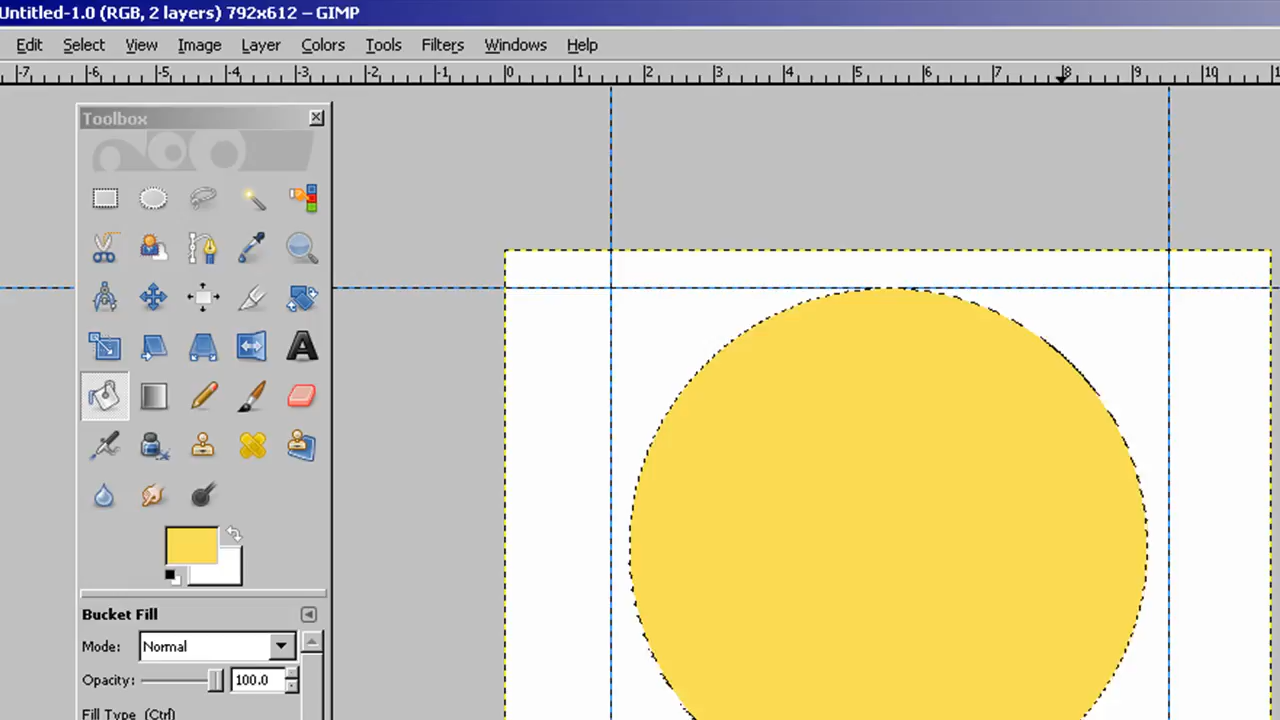 Untitled-1.0 (RGB, 2 layers) 792x612 – GIMP
Edit Select View Image Layer Colors Tools Filters Windows Help
-7 -6 -5 -4 -3 -2 -1 0 1 2 3 4 5 6 7 8 9 10
Toolbox
Bucket Fill
Mode: Normal
Opacity: 100.0
Fill Type (Ctrl)